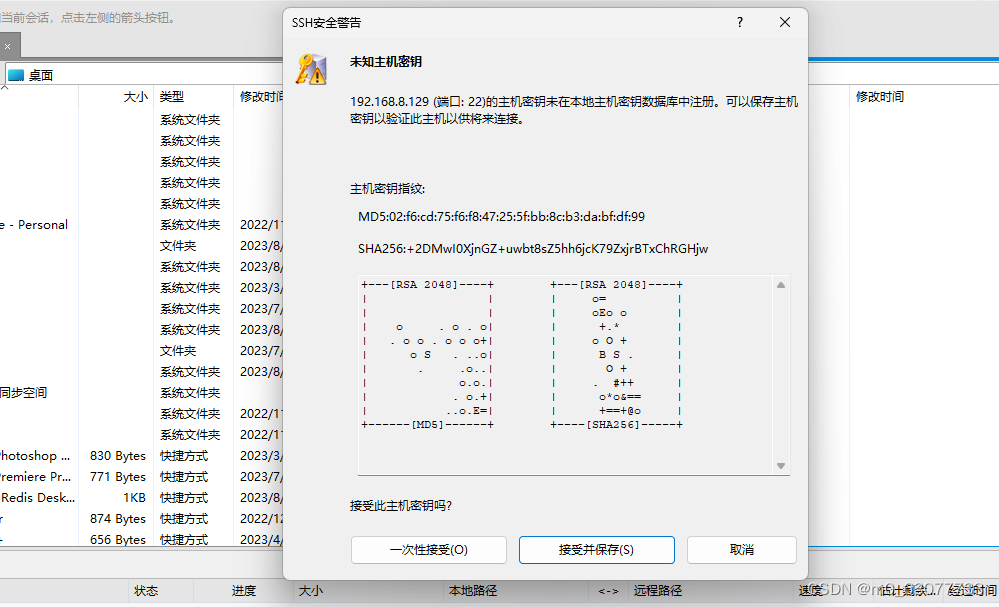 当前会话，点击左侧的箭头按钮。
桌面
大小 类型 修改时间
系统文件夹
系统文件夹
系统文件夹
系统文件夹
系统文件夹
e - Personal 系统文件夹 2022/1
文件夹 2023/8/
系统文件夹 2023/8/
系统文件夹 2023/3/
系统文件夹 2023/7/
系统文件夹 2023/8/
文件夹 2023/7/
系统文件夹 2023/8/
同步空间 系统文件夹
系统文件夹 2022/1
系统文件夹 2022/1
Photoshop ... 830 Bytes 快捷方式 2023/3/
Premiere Pr... 771 Bytes 快捷方式 2023/7/
Redis Desk... 1KB 快捷方式 2023/8/
r 874 Bytes 快捷方式 2022/12
656 Bytes 快捷方式 2023/4/
修改时间
SSH安全警告 ?
未知主机密钥
192.168.8.129 (端口: 22)的主机密钥未在本地主机密钥数据库中注册。可以保存主机
密钥以验证此主机以供将来连接。
主机密钥指纹:
MD5:02:f6:cd:75:f6:f8:47:25:5f:bb:8c:b3:da:bf:df:99
SHA256:+2DMwI0XjnGZ+uwbt8sZ5hh6jcK79ZxjrBTxChRGHjw
+---[RSA 2048]----+ +---[RSA 2048]----+
|                 | |     o=          |
|                 | |     oEo o       |
|    o     . o . o| |      +.*        |
|   . o o . o o o+| |     o O +       |
|      o S   . ..o| |      B S .      |
|       .     .o..| |       O +       |
|            o.o.| |     .  #++      |
|            . o.+| |      o*o&==     |
|           ..o.E=| |      +==+@o     |
+------[MD5]------+ +----[SHA256]-----+
接受此主机密钥吗?
一次性接受(O) 接受并保存(S) 取消
状态 进度 大小 本地路径 <-> 远程路径 速度 估计剩余... 经过时间